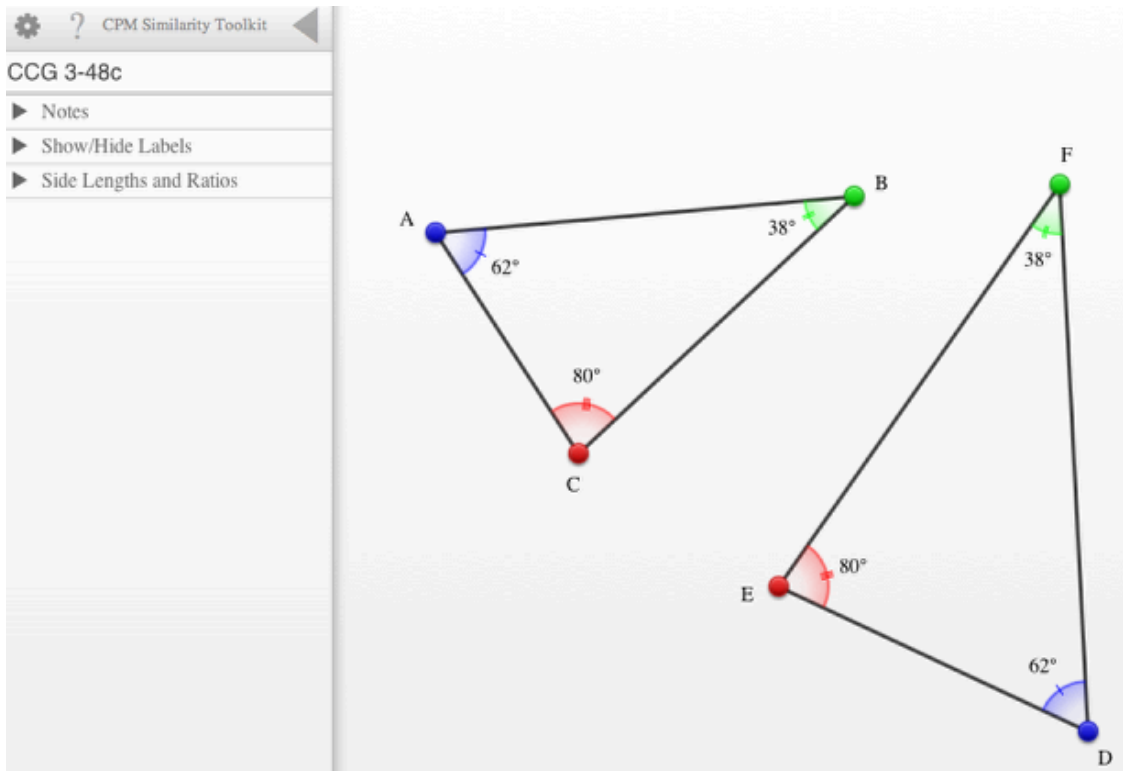 ? CPM Similarity Toolkit
CCG 3-48c
Notes
Show/Hide Labels
Side Lengths and Ratios
F
B
A
38°
62°
38°
80°
C
80°
E
62°
D